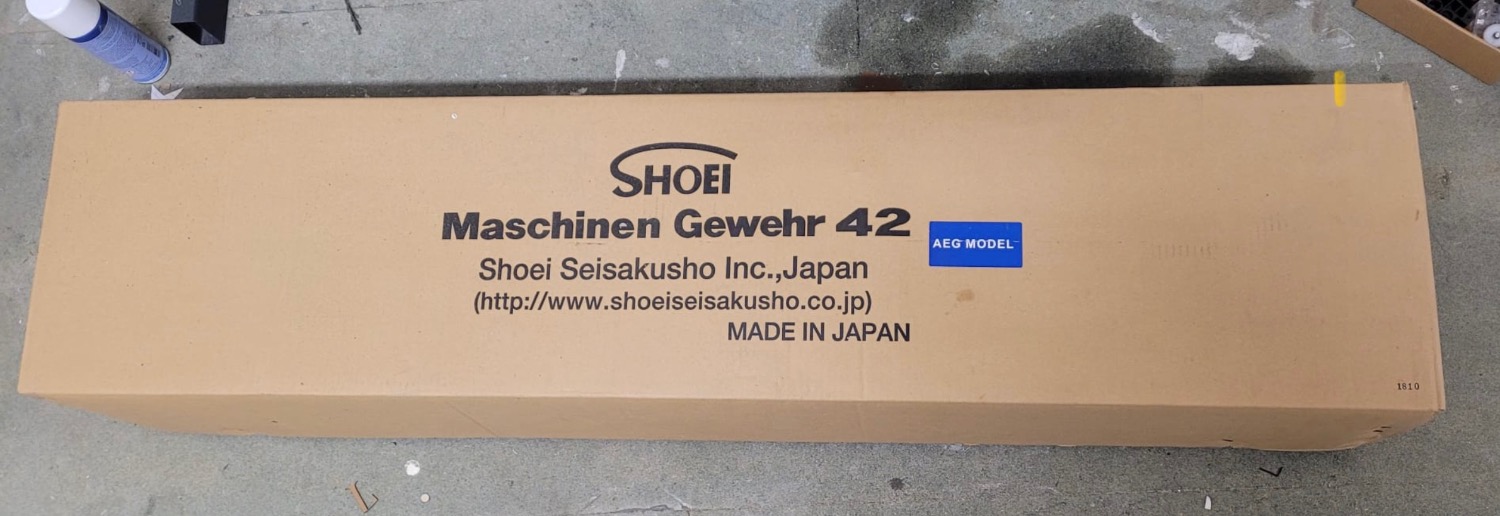 SHOEI
Maschinen Gewehr 42
AEG MODEL
Shoei Seisakusho Inc.,Japan
(http://www.shoeiseisakusho.co.jp)
MADE IN JAPAN
1810